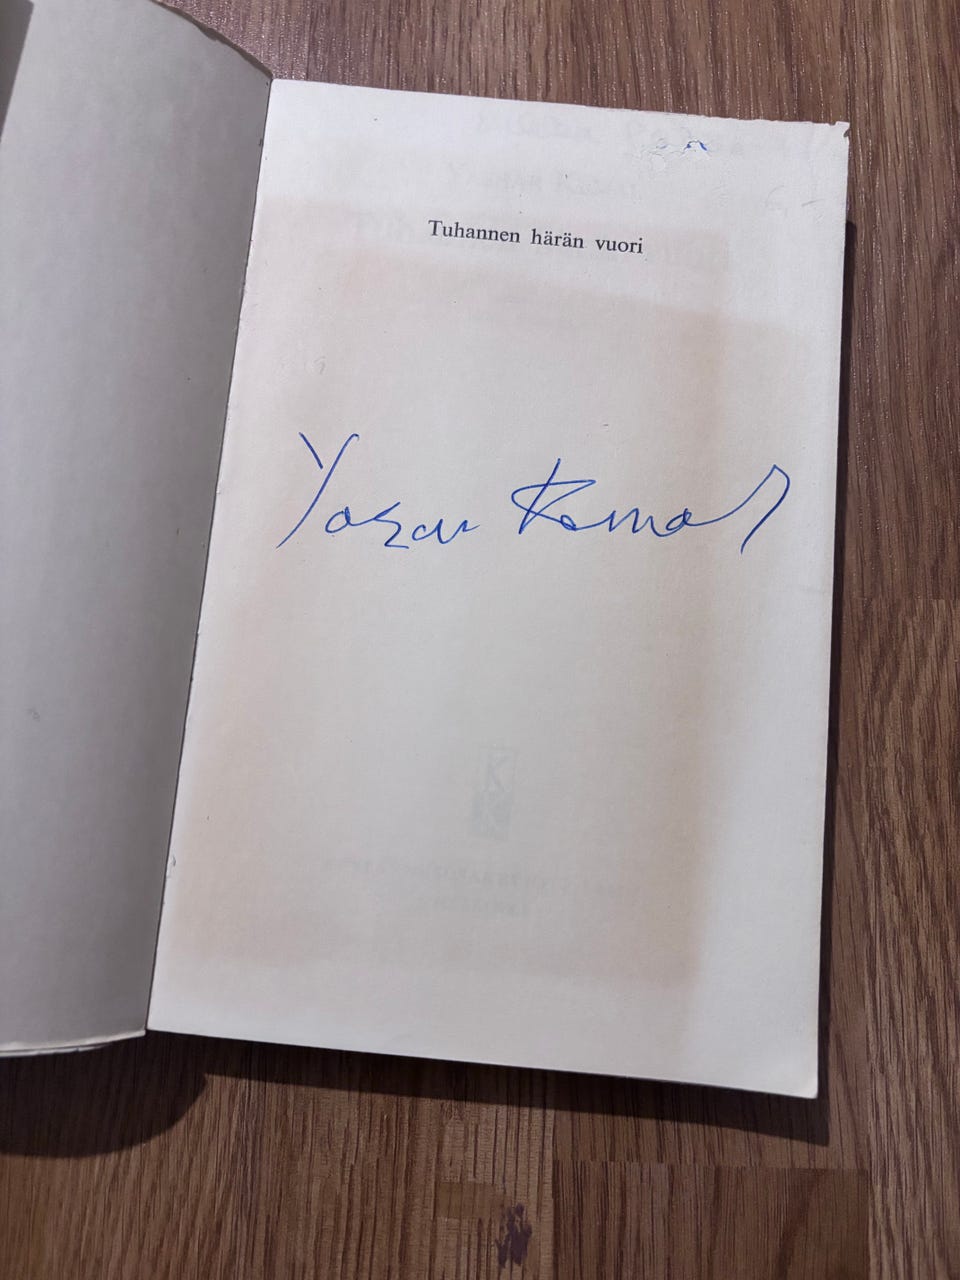 Tuhannen härän vuori
Yaşar Kemal